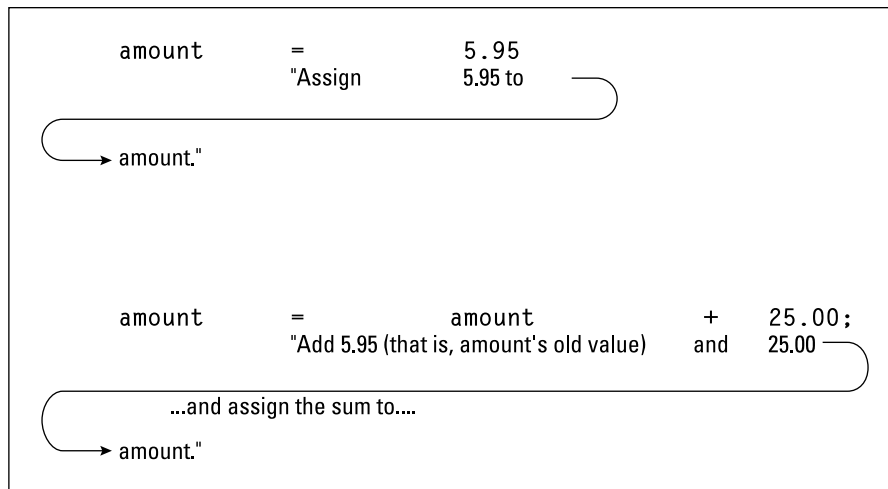 amount = 5.95
"Assign 5.95 to
amount."
amount = amount + 25.00;
"Add 5.95 (that is, amount's old value) and 25.00
...and assign the sum to....
amount."